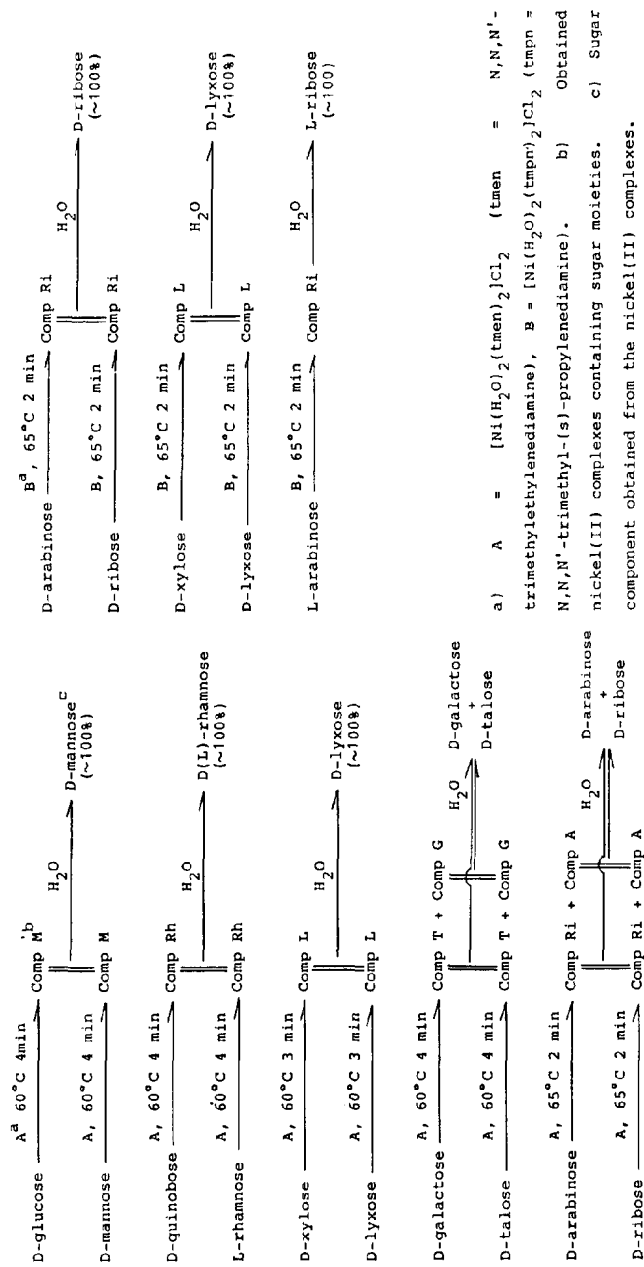 D-glucose A^a 60°C 4min Comp M'^b
H2O D-mannose^c
(~100%)
D-mannose A, 60°C 4 min Comp M
D-quinobose A, 60°C 4 min Comp Rh
H2O D(L)-rhamnose
(~100%)
L-rhamnose A, 60°C 4 min Comp Rh
D-xylose A, 60°C 3 min Comp L
H2O D-lyxose
(~100%)
D-lyxose A, 60°C 3 min Comp L
D-galactose A, 60°C 4 min Comp T + Comp G
H2O D-galactose
+
D-talose
D-talose A, 60°C 4 min Comp T + Comp G
D-arabinose A, 65°C 2 min Comp Ri + Comp A
H2O D-arabinose
+
D-ribose
D-ribose A, 65°C 2 min Comp Ri + Comp A
D-arabinose B^a, 65°C 2 min Comp Ri
H2O D-ribose
(~100%)
D-ribose B, 65°C 2 min Comp Ri
D-xylose B, 65°C 2 min Comp L
H2O D-lyxose
(~100%)
D-lyxose B, 65°C 2 min Comp L
L-arabinose B, 65°C 2 min Comp Ri H2O L-ribose
(~100)
a) A = [Ni(H2O)2(tmen)2]Cl2 (tmen = N,N,N'-
trimethylethylenediamine), B = [Ni(H2O)2(tmpn)2]Cl2 (tmpn =
N,N,N'-trimethyl-(s)-propylenediamine). b) Obtained
nickel(II) complexes containing sugar moieties. c) Sugar
component obtained from the nickel(II) complexes.